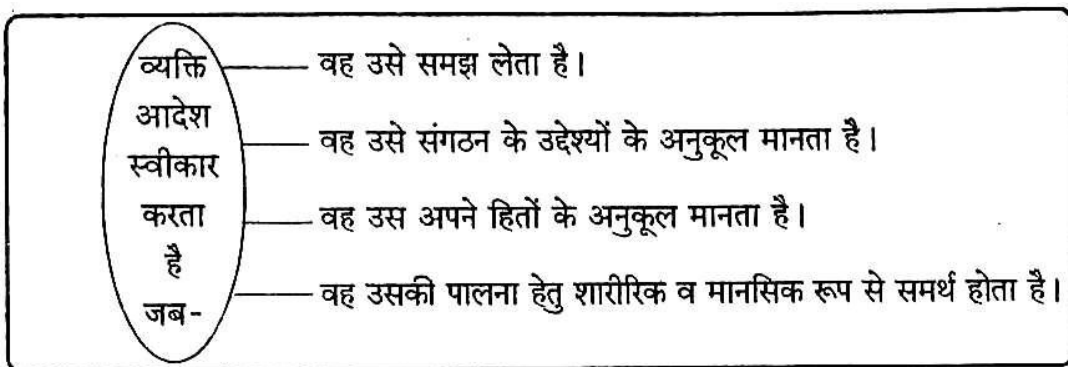 व्यक्ति
आदेश
स्वीकार
करता
है
जब-
वह उसे समझ लेता है।
वह उसे संगठन के उद्देश्यों के अनुकूल मानता है।
वह उस अपने हितों के अनुकूल मानता है।
वह उसकी पालना हेतु शारीरिक व मानसिक रूप से समर्थ होता है।